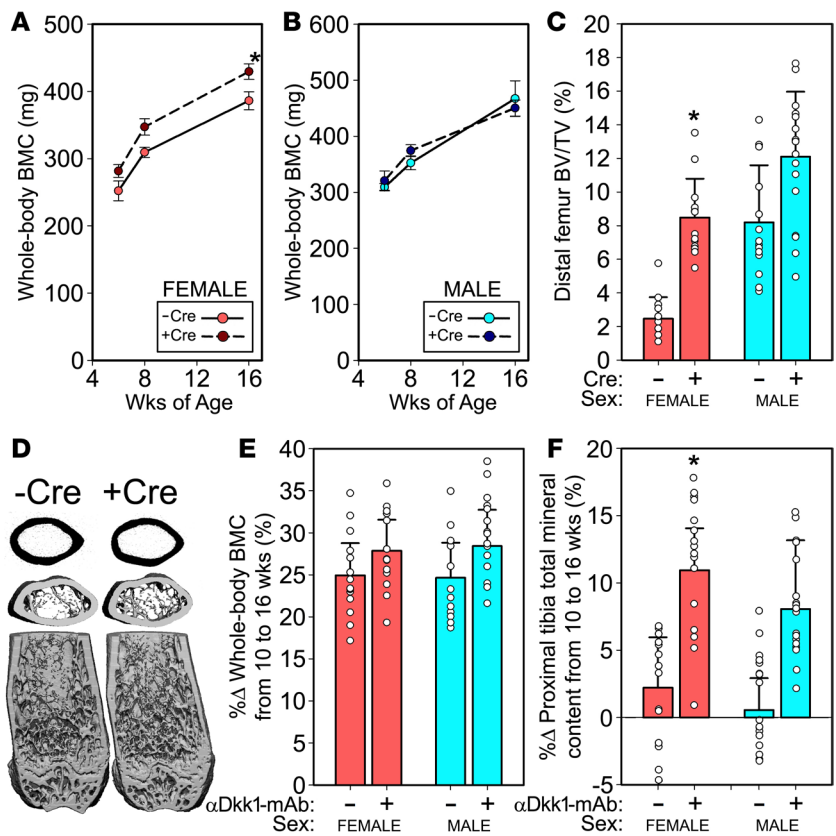 A
Whole-body BMC (mg)
500
400
300
200
100
0
*
FEMALE
-Cre
+Cre
4
8
12
16
Wks of Age
B
Whole-body BMC (mg)
600
500
400
300
200
100
0
MALE
-Cre
+Cre
4
8
12
16
Wks of Age
C
Distal femur BV/TV (%)
20
18
16
14
12
10
8
6
4
2
0
*
Cre: - + - +
Sex: FEMALE MALE
D
-Cre +Cre
E
%Δ Whole-body BMC
from 10 to 16 wks (%)
40
35
30
25
20
15
10
5
0
αDkk1-mAb: - + - +
Sex: FEMALE MALE
F
%Δ Proximal tibia total mineral
content from 10 to 16 wks (%)
20
15
10
5
0
-5
*
αDkk1-mAb: - + - +
Sex: FEMALE MALE